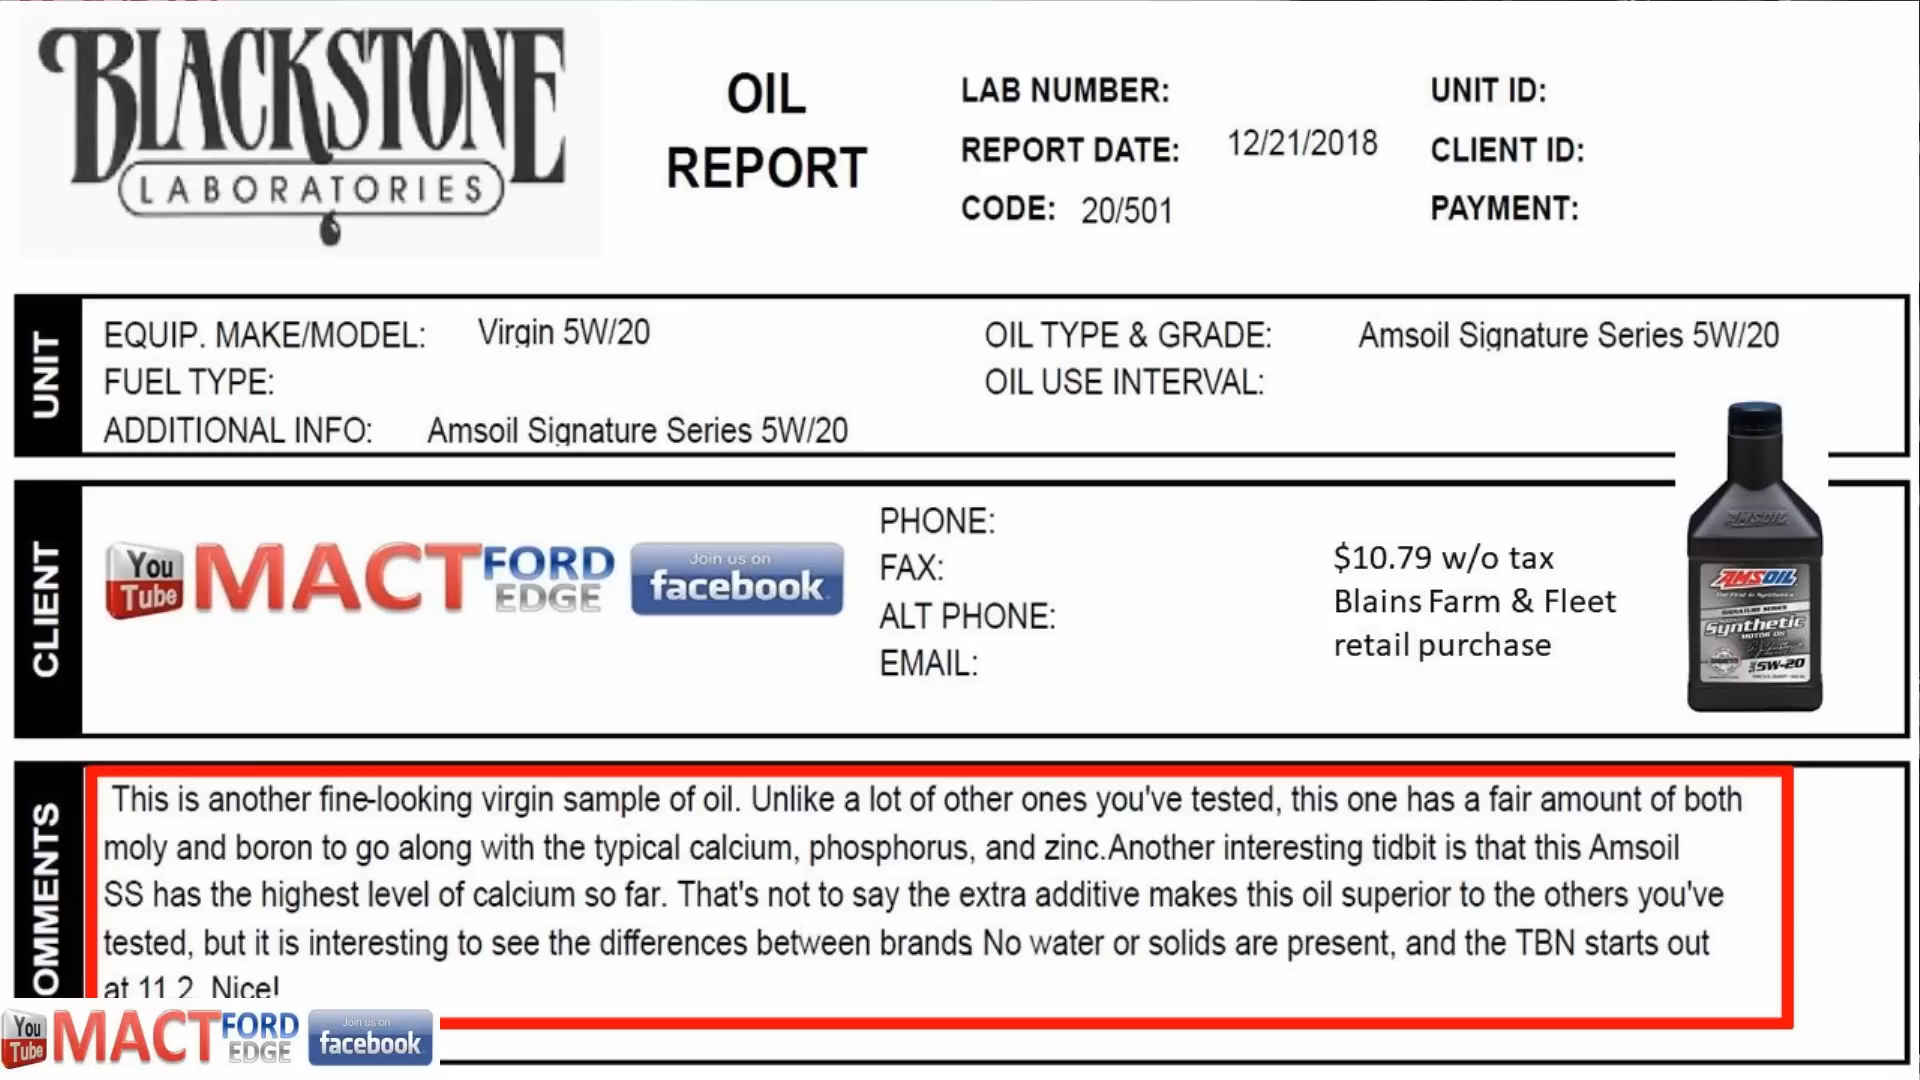 BLACKSTONE
LABORATORIES
OIL
REPORT
LAB NUMBER:
REPORT DATE: 12/21/2018
CODE: 20/501
UNIT ID:
CLIENT ID:
PAYMENT:
UNIT
EQUIP. MAKE/MODEL: Virgin 5W/20
FUEL TYPE:
ADDITIONAL INFO: Amsoil Signature Series 5W/20
OIL TYPE & GRADE: Amsoil Signature Series 5W/20
OIL USE INTERVAL:
CLIENT
You
Tube
MACT
FORD
EDGE
Join us on
facebook
PHONE:
FAX:
ALT PHONE:
EMAIL:
$10.79 w/o tax
Blains Farm & Fleet
retail purchase
AMSOIL
AMSOIL
SIGNATURE SERIES
Synthetic
MOTOR OIL
5W-20
OMMENTS
This is another fine-looking virgin sample of oil. Unlike a lot of other ones you've tested, this one has a fair amount of both
moly and boron to go along with the typical calcium, phosphorus, and zinc.Another interesting tidbit is that this Amsoil
SS has the highest level of calcium so far. That's not to say the extra additive makes this oil superior to the others you've
tested, but it is interesting to see the differences between brands No water or solids are present, and the TBN starts out
at 11.2. Nice!
You
Tube
MACT
FORD
EDGE
Join us on
facebook